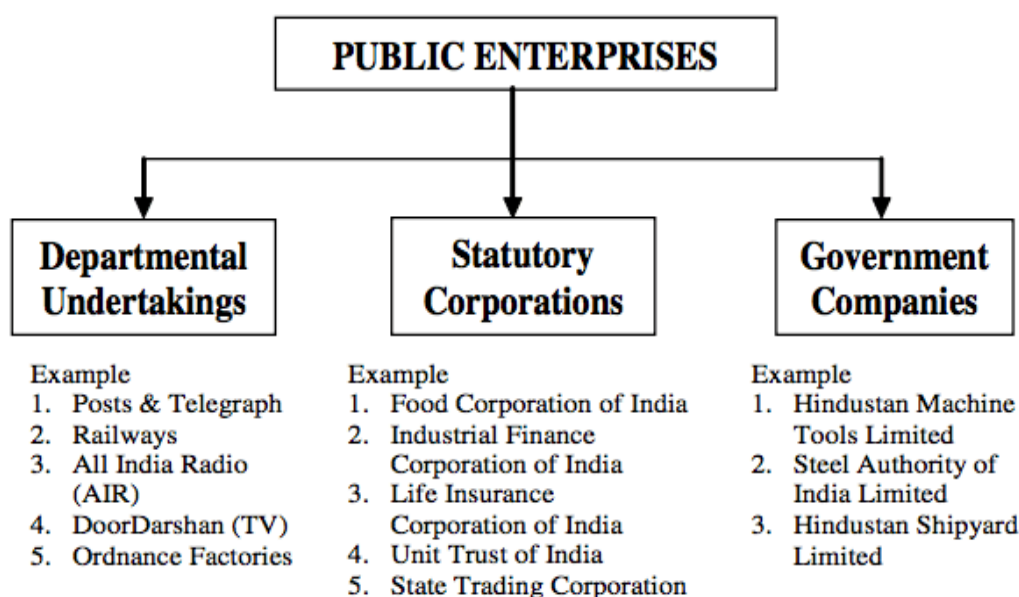 PUBLIC ENTERPRISES
Departmental
Undertakings
Example
1. Posts & Telegraph
2. Railways
3. All India Radio
(AIR)
4. DoorDarshan (TV)
5. Ordnance Factories
Statutory
Corporations
Example
1. Food Corporation of India
2. Industrial Finance
Corporation of India
3. Life Insurance
Corporation of India
4. Unit Trust of India
5. State Trading Corporation
Government
Companies
Example
1. Hindustan Machine
Tools Limited
2. Steel Authority of
India Limited
3. Hindustan Shipyard
Limited